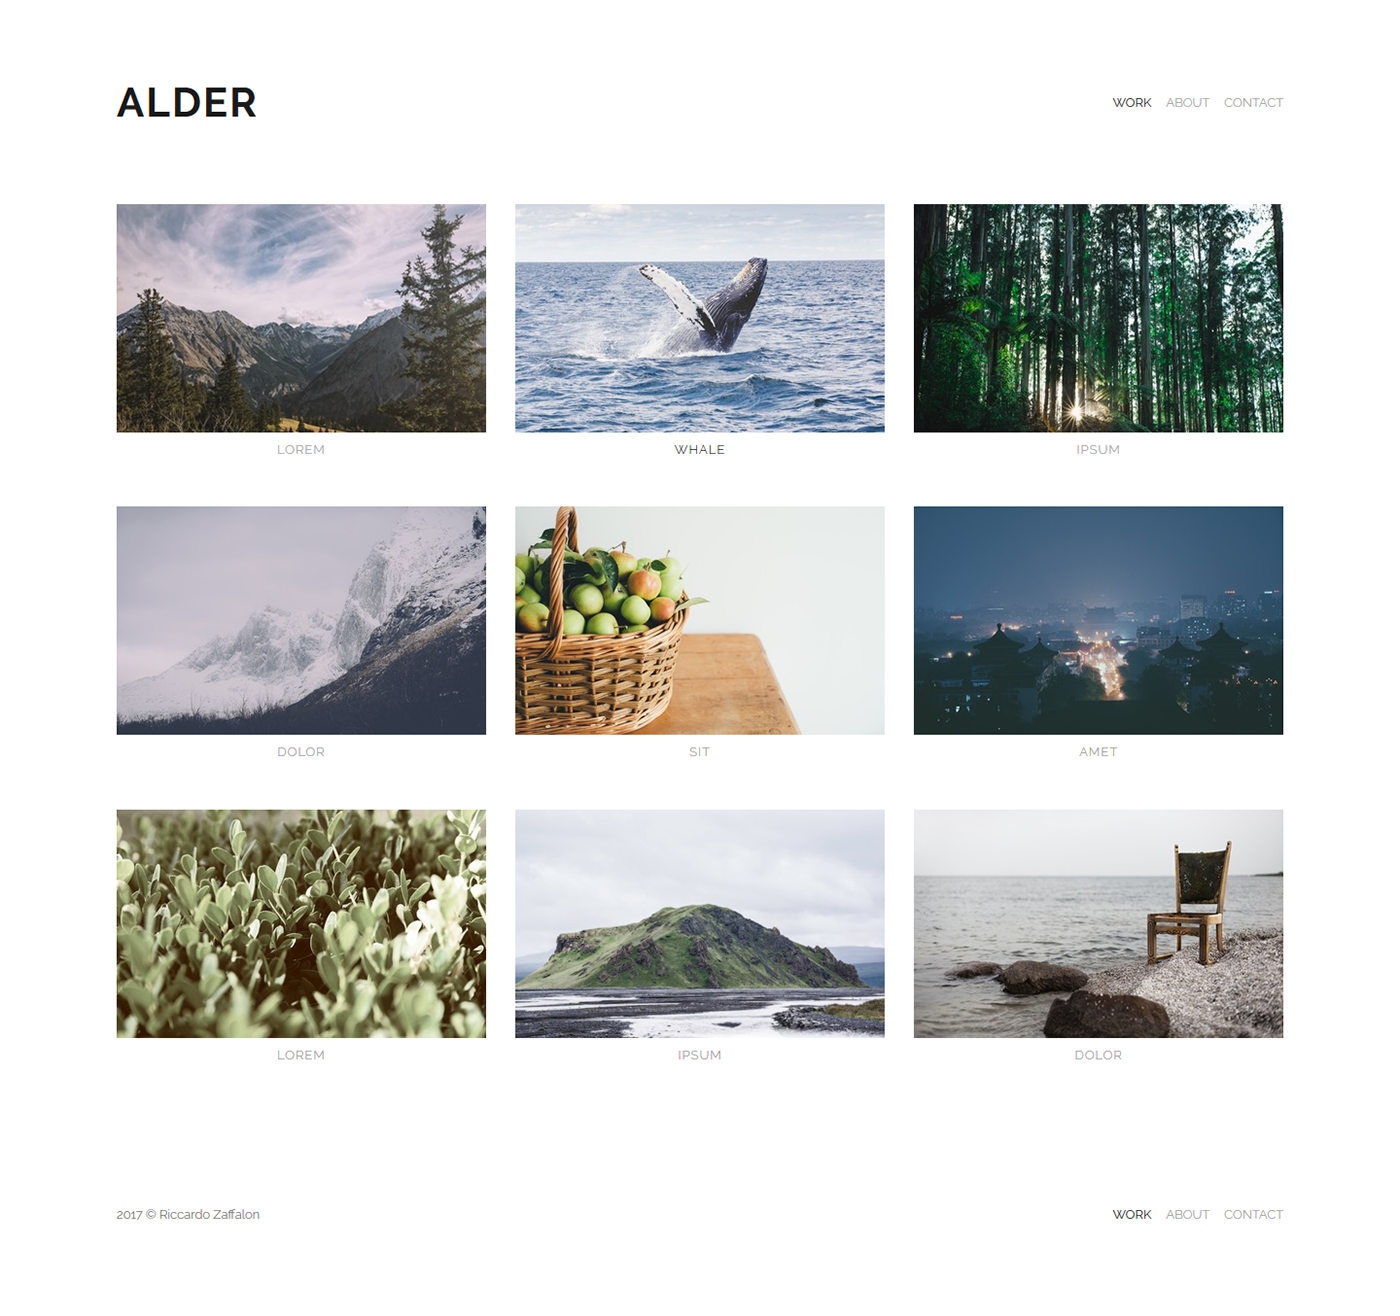 ALDER
WORK ABOUT CONTACT
LOREM
WHALE
IPSUM
DOLOR
SIT
AMET
LOREM
IPSUM
DOLOR
2017 © Riccardo Zaffalon
WORK ABOUT CONTACT